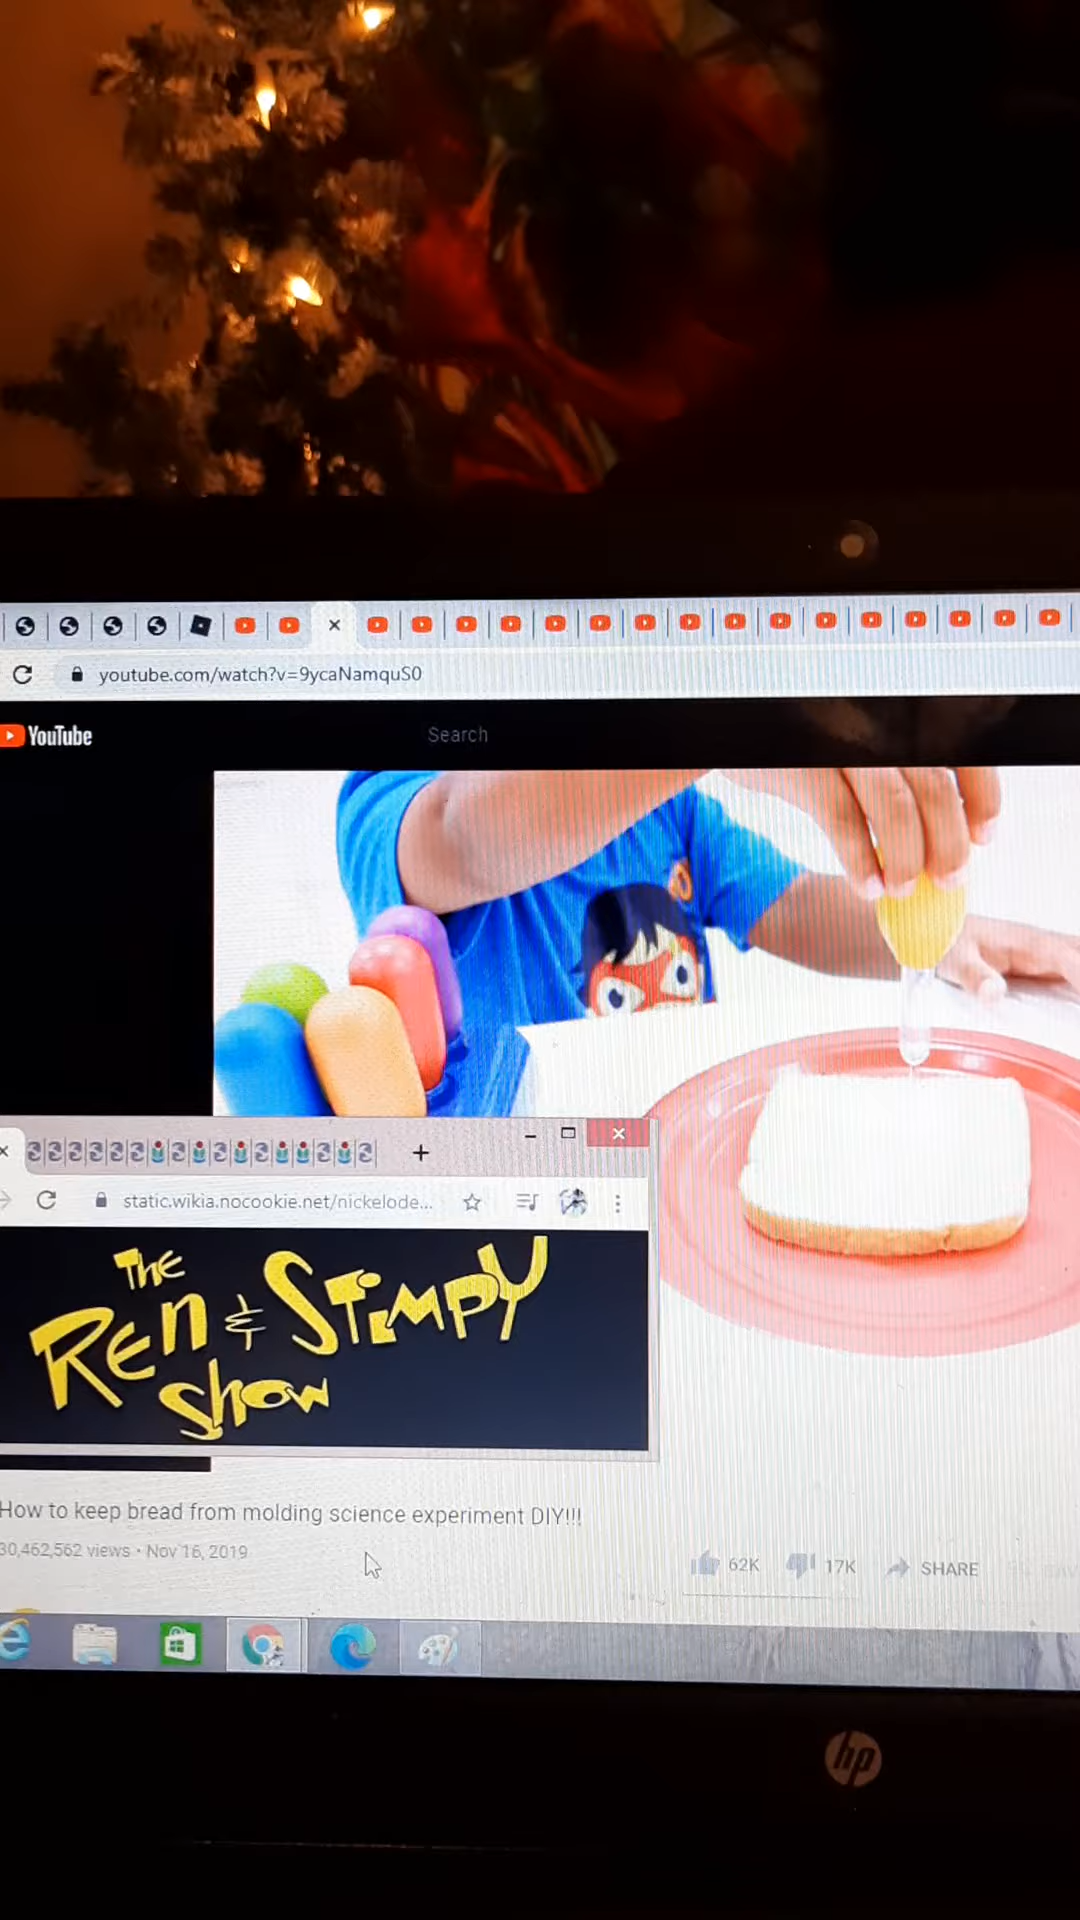 youtube.com/watch?v=9ycaNamquS0
YouTube
Search
static.wikia.nocookie.net/nickelode...
The
Ren & Stimpy
Show
How to keep bread from molding science experiment DIY!!!
30,462,562 views • Nov 16, 2019
62K
17K
SHARE
hp